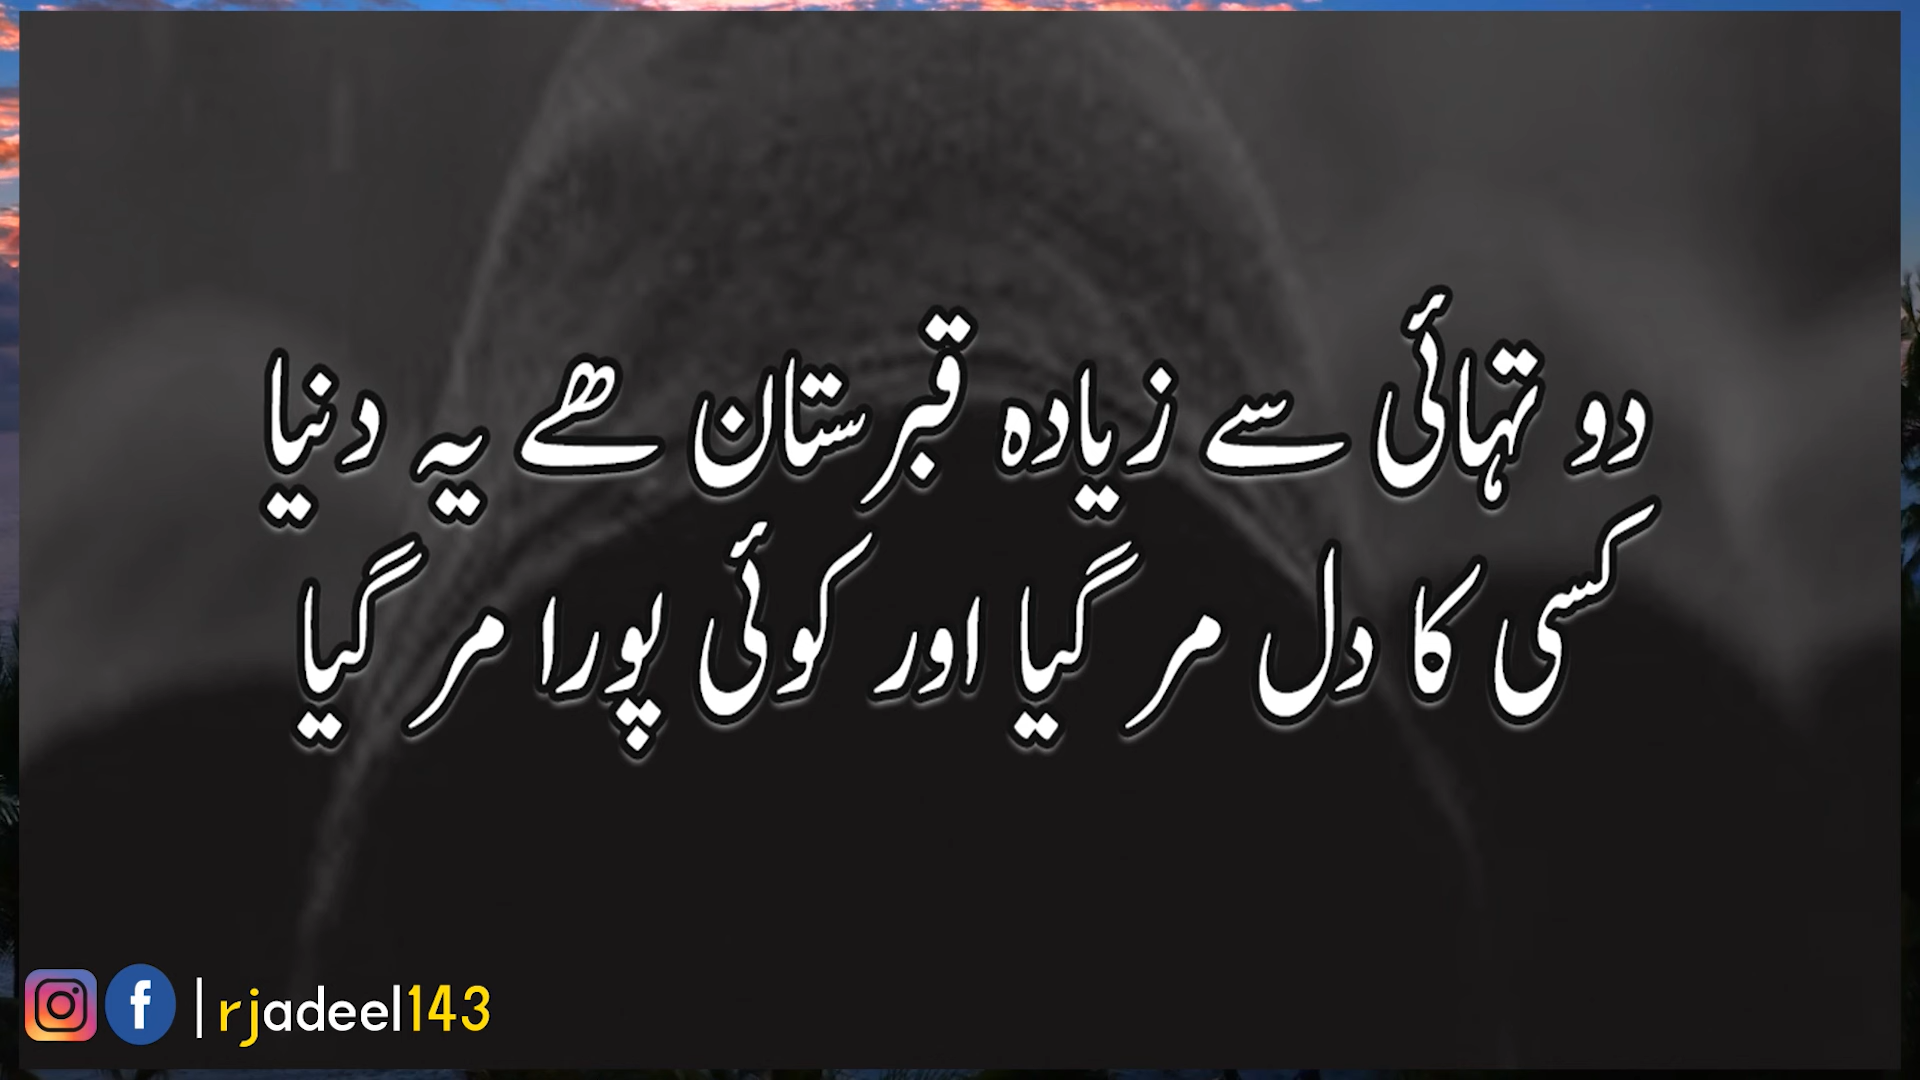 دو تہائی سے زیادہ قبرستان ھے یہ دنیا
کسی کا دل مر گیا اور کوئی پورا مر گیا
|rjadeel143